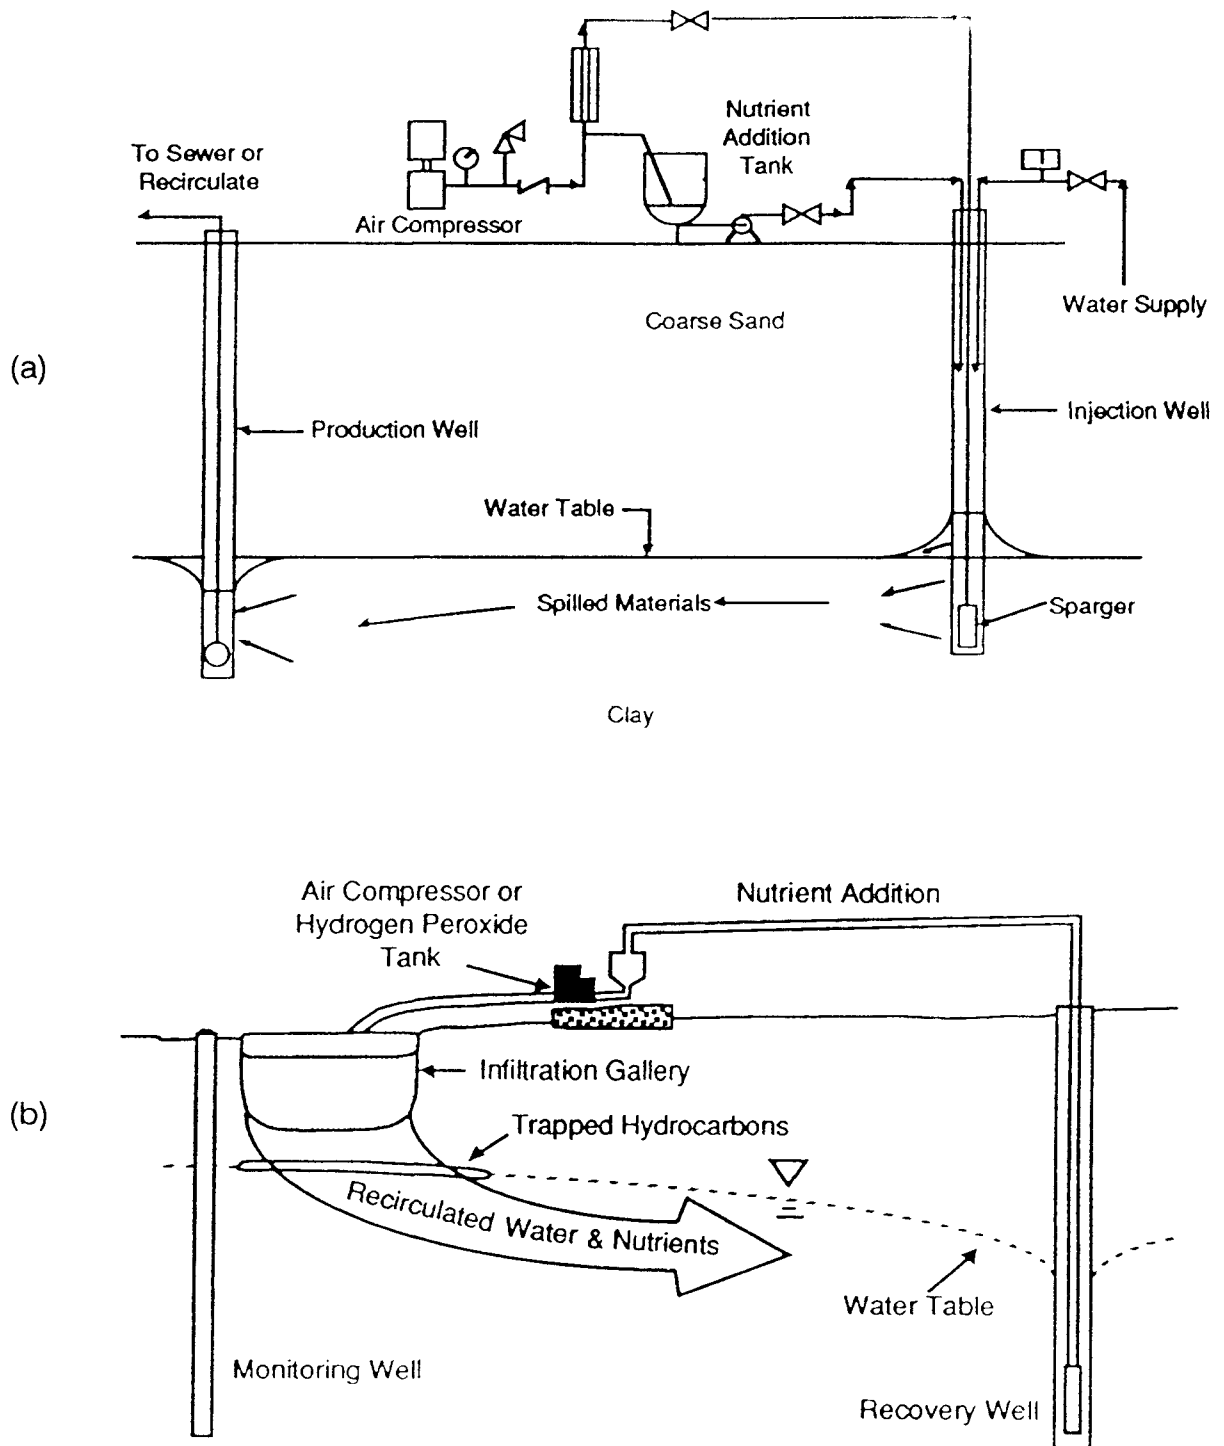 Nutrient
Addition
Tank
To Sewer or
Recirculate
Air Compressor
Water Supply
Coarse Sand
(a)
Injection Well
Production Well
Water Table
Spilled Materials
Sparger
Clay
Air Compressor or
Hydrogen Peroxide
Tank
Nutrient Addition
Infiltration Gallery
(b)
Trapped Hydrocarbons
Recirculated Water & Nutrients
Water Table
Monitoring Well
Recovery Well